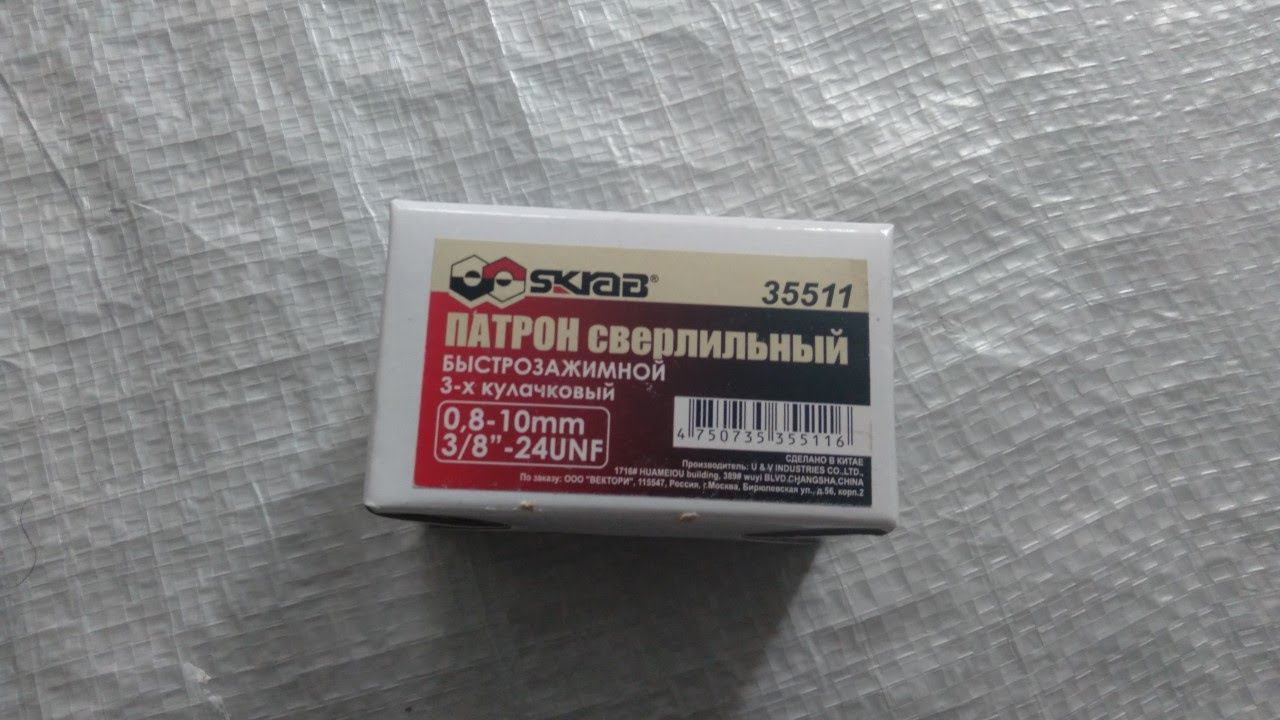 SKRAB®
35511
ПАТРОН сверлильный
БЫСТРОЗАЖИМНОЙ
3-х кулачковый
0,8-10mm
3/8”-24UNF
4 750735 355116
СДЕЛАНО В КИТАЕ
Производитель: U & V INDUSTRIES CO.,LTD.,
1716# HUAMEIOU building, 389# wuyi BLVD.CHANGSHA,CHINA
По заказу: ООО "ВЕКТОРИ", 115547, Россия, г.Москва, Бирюлевская ул., д.56, корп.2